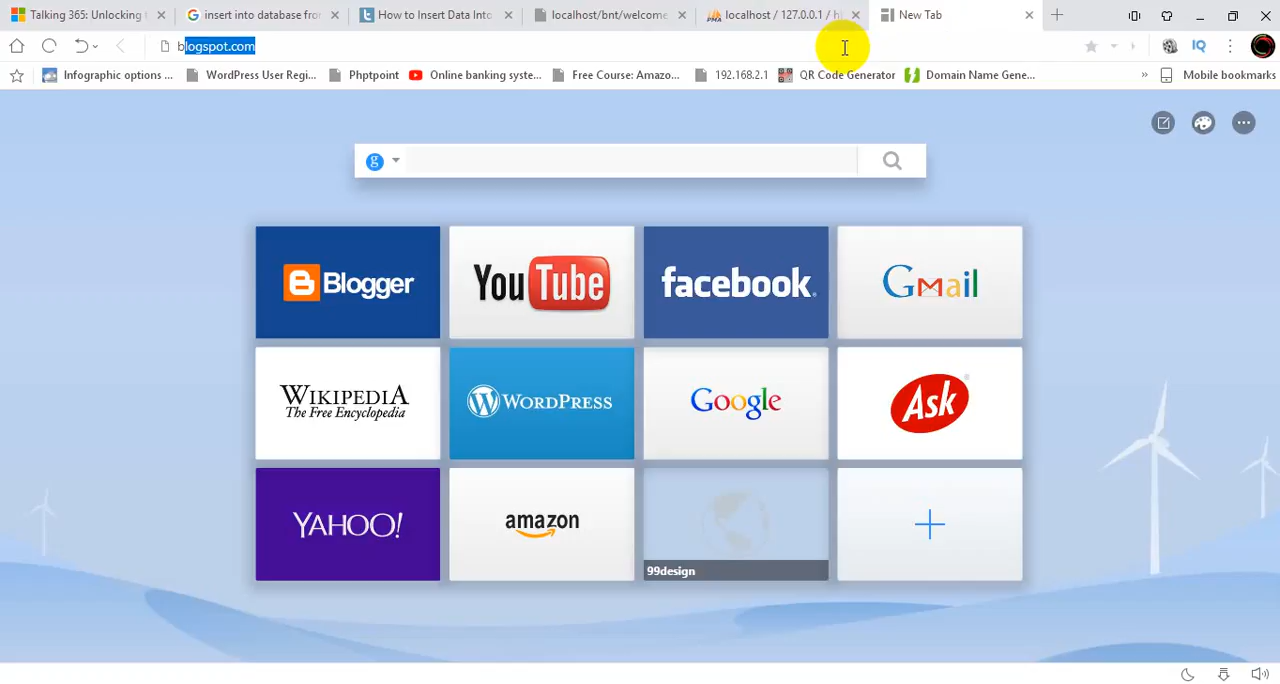 Talking 365: Unlocking
insert into database fro
How to Insert Data Into
localhost/bnt/welcome.
localhost / 127.0.0.1 / h
New Tab
blogspot.com
Infographic options ...
WordPress User Regi...
Phptpoint
Online banking syste...
Free Course: Amazo...
192.168.2.1
QR Code Generator
Domain Name Gene...
»
Mobile bookmarks
IQ
g
B Blogger
YouTube
facebook.
Gmail
WIKIPEDIA
The Free Encyclopedia
WORDPRESS
Google
Ask
YAHOO!
amazon
99design